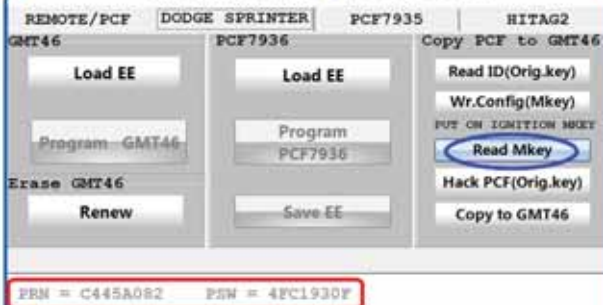 REMOTE/PCF DODGE SPRINTER PCF7935 HITAG2
GMT46
Load EE
Program GMT46
Erase GMT46
Renew
PCF7936
Load EE
Program PCF7936
Save EE
Copy PCF to GMT46
Read ID(Orig.key)
Wr.Config(Mkey)
PUT ON IGNITION MKEY
Read Mkey
Hack PCF(Orig.key)
Copy to GMT46
PRN = C445A082 PSW = 4FC1930F